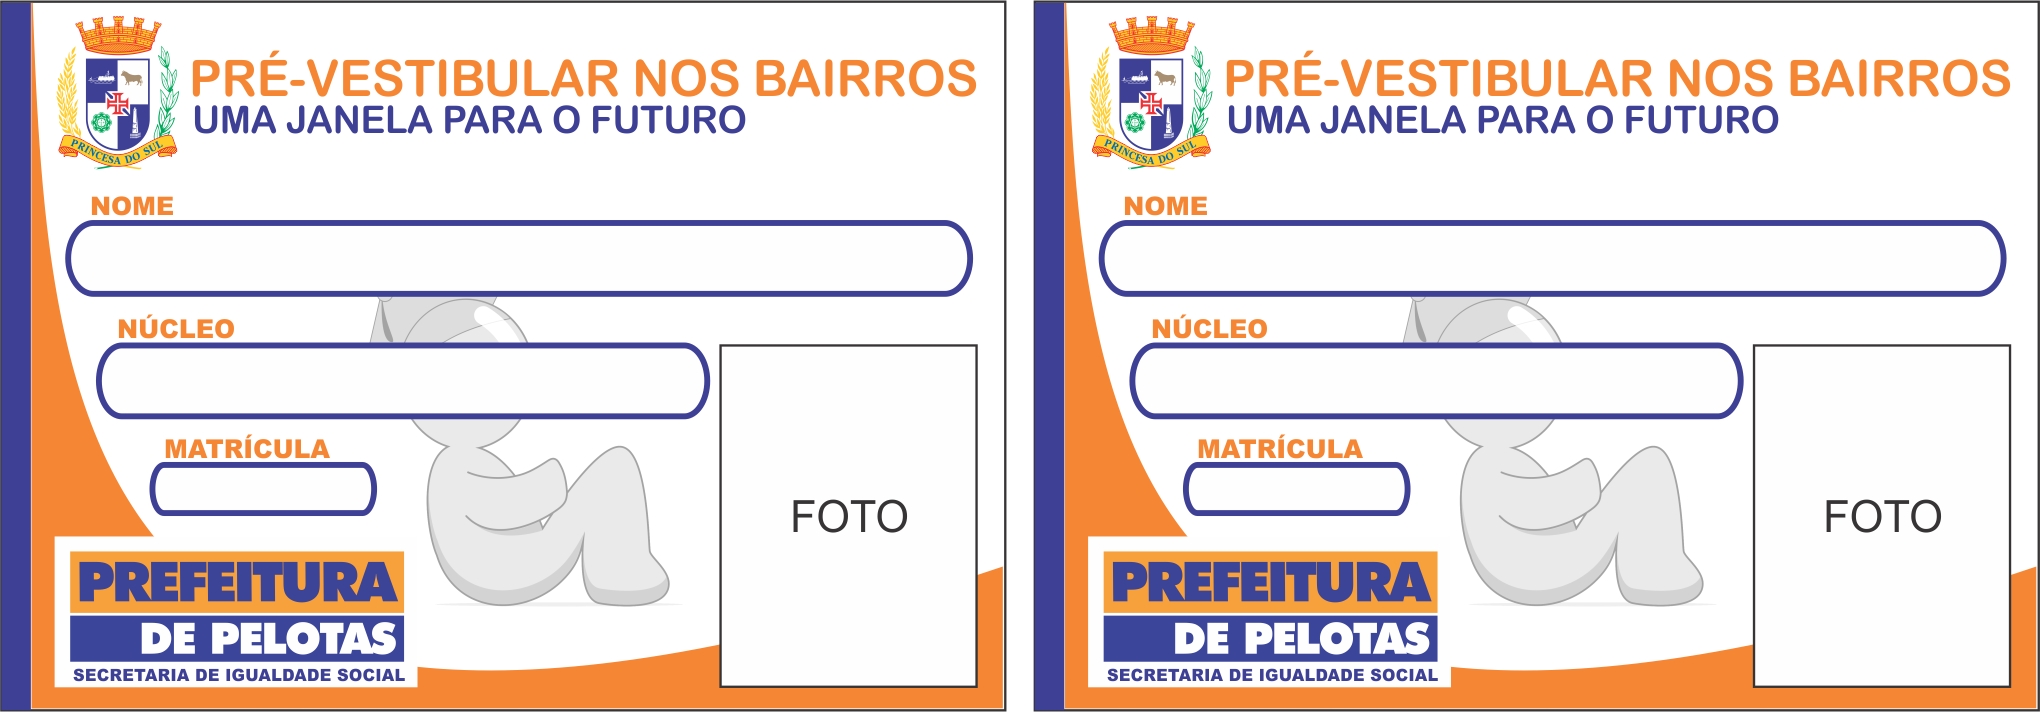 PRÉ-VESTIBULAR NOS BAIRROS
UMA JANELA PARA O FUTURO
PRINCESA DO SUL
NOME
NÚCLEO
MATRÍCULA
FOTO
PREFEITURA
DE PELOTAS
SECRETARIA DE IGUALDADE SOCIAL
PRÉ-VESTIBULAR NOS BAIRROS
UMA JANELA PARA O FUTURO
PRINCESA DO SUL
NOME
NÚCLEO
MATRÍCULA
FOTO
PREFEITURA
DE PELOTAS
SECRETARIA DE IGUALDADE SOCIAL